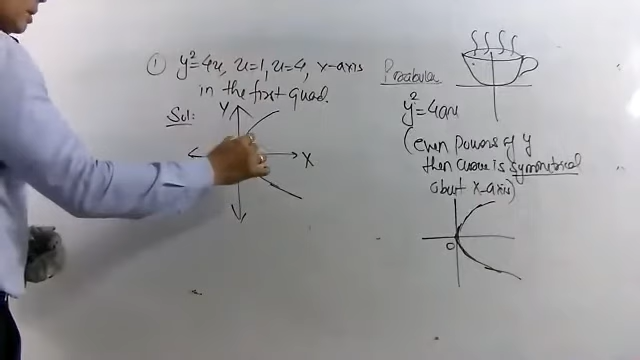 ① y²=4x, x=1, x=4, x-axis
in the first quad.
Sol:
Y
X
Parabola
y²=4ax
(even powers of y
then curve is symmetrical
about x-axis)
O